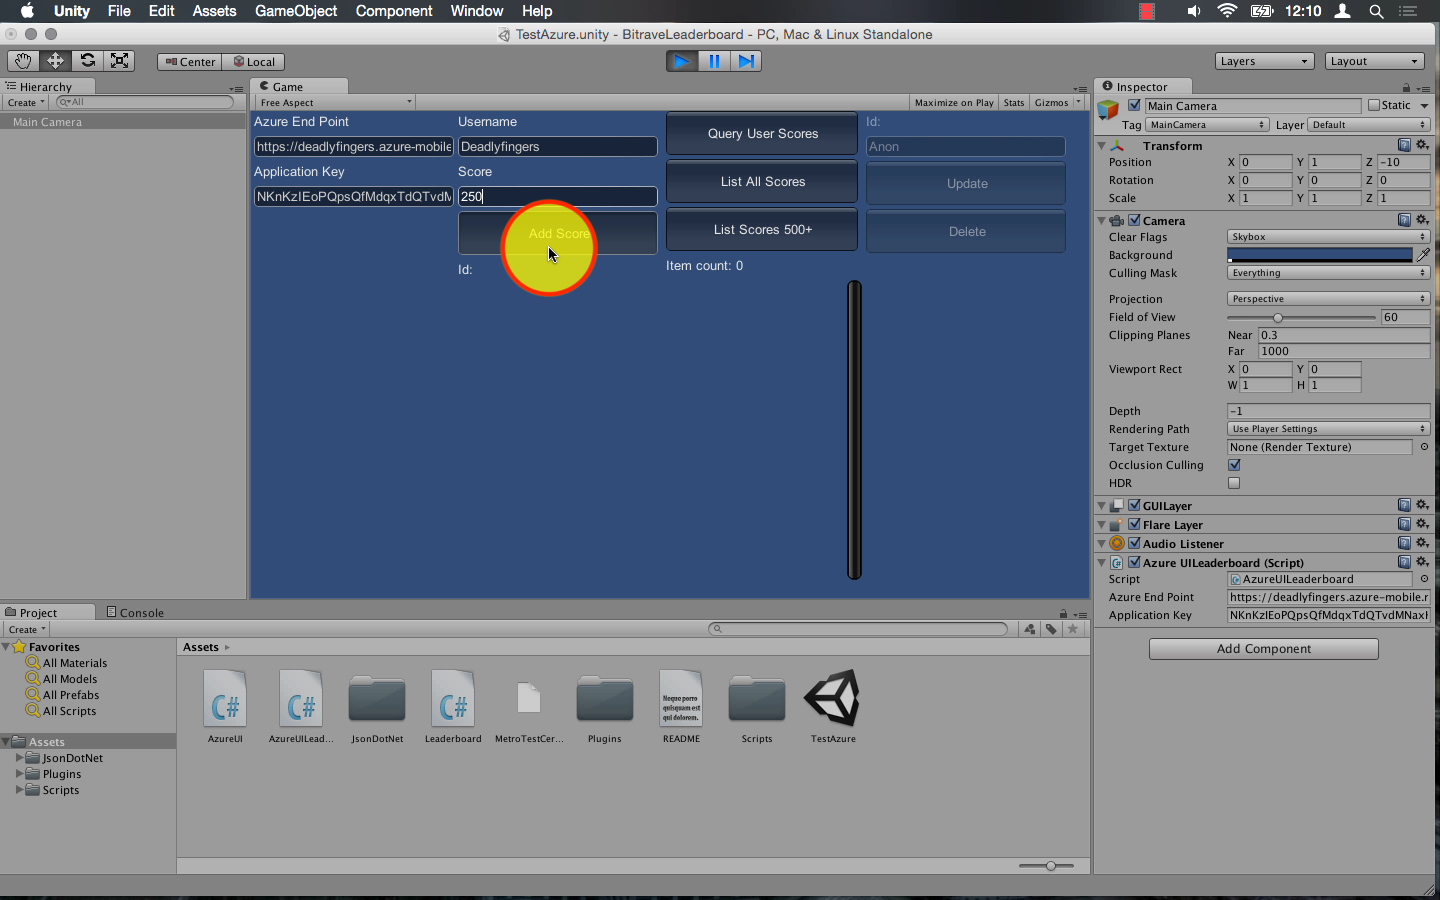 Unity File Edit Assets GameObject Component Window Help 12:10
TestAzure.unity - BitraveLeaderboard - PC, Mac & Linux Standalone
Center Local Layers Layout
Hierarchy
Create All
Main Camera
Game
Free Aspect Maximize on Play Stats Gizmos
Azure End Point
https://deadlyfingers.azure-mobile
Application Key
NKnKzIEoPQpsQfMdqxTdQTvdM
Username
Deadlyfingers
Score
250
Add Score
Id:
Query User Scores
List All Scores
List Scores 500+
Item count: 0
Id:
Anon
Update
Delete
Inspector
Main Camera Static
Tag MainCamera Layer Default
Transform
Position X 0 Y 1 Z -10
Rotation X 0 Y 0 Z 0
Scale X 1 Y 1 Z 1
Camera
Clear Flags Skybox
Background
Culling Mask Everything
Projection Perspective
Field of View 60
Clipping Planes Near 0.3
Far 1000
Viewport Rect X 0 Y 0
W 1 H 1
Depth -1
Rendering Path Use Player Settings
Target Texture None (Render Texture)
Occlusion Culling
HDR
GUILayer
Flare Layer
Audio Listener
Azure UILeaderboard (Script)
Script AzureUILeaderboard
Azure End Point https://deadlyfingers.azure-mobile.r
Application Key NKnKzIEoPQpsQfMdqxTdQTvdMNaxH
Add Component
Project Console
Create
Favorites
All Materials
All Models
All Prefabs
All Scripts
Assets
JsonDotNet
Plugins
Scripts
Assets
C# C# C# Neque porro
quisquam est
qui dolorem.
AzureUI AzureUILead... JsonDotNet Leaderboard MetroTestCer... Plugins README Scripts TestAzure